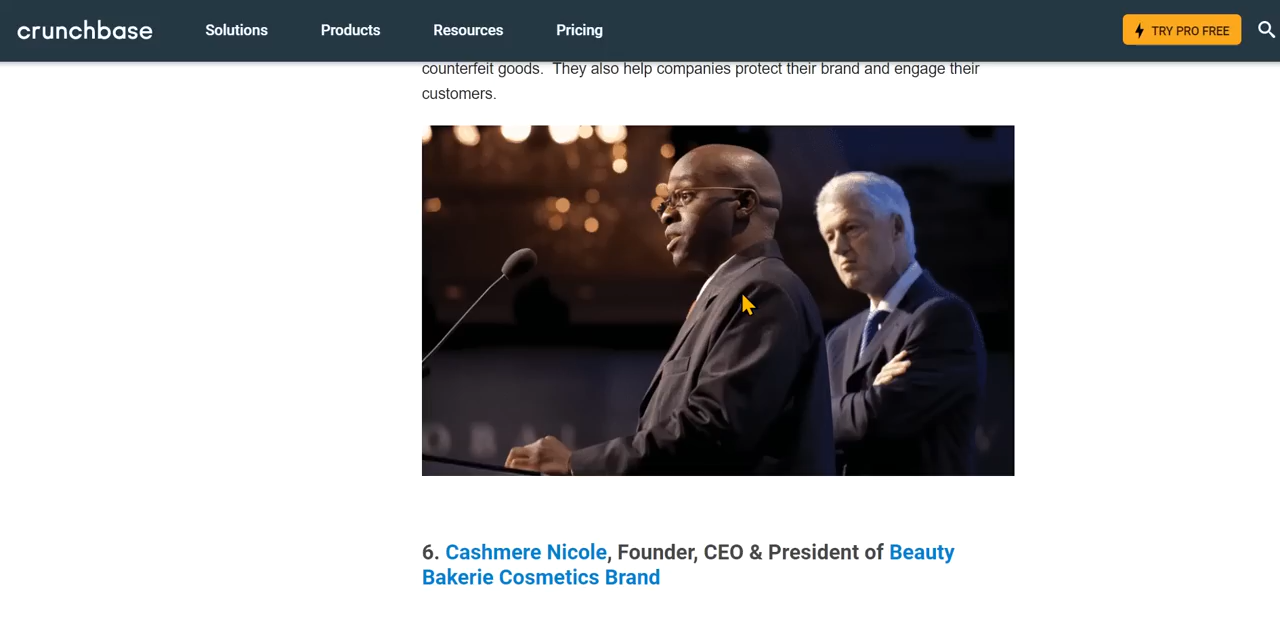 crunchbase Solutions Products Resources Pricing TRY PRO FREE
counterfeit goods.  They also help companies protect their brand and engage their
customers.
6. Cashmere Nicole, Founder, CEO & President of Beauty
Bakerie Cosmetics Brand